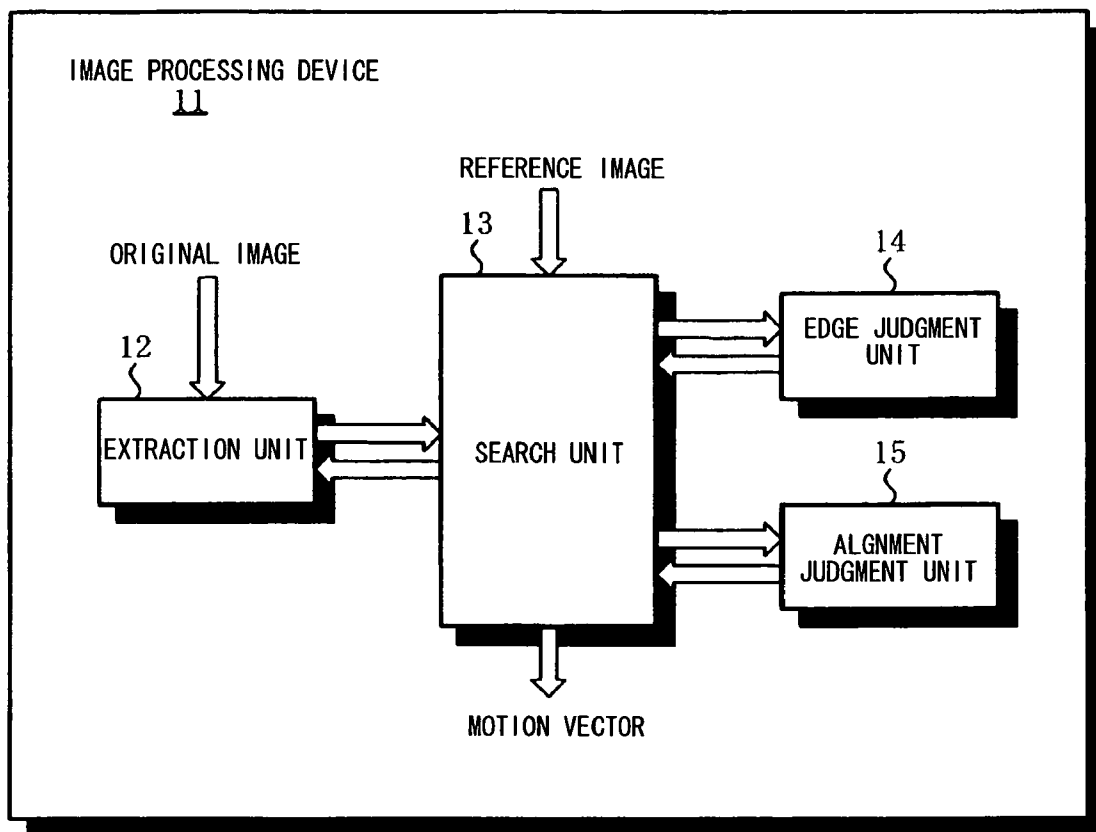 IMAGE PROCESSING DEVICE
11
REFERENCE IMAGE
13
ORIGINAL IMAGE
14
EDGE JUDGMENT
UNIT
12
EXTRACTION UNIT
SEARCH UNIT
15
ALGNMENT
JUDGMENT UNIT
MOTION VECTOR